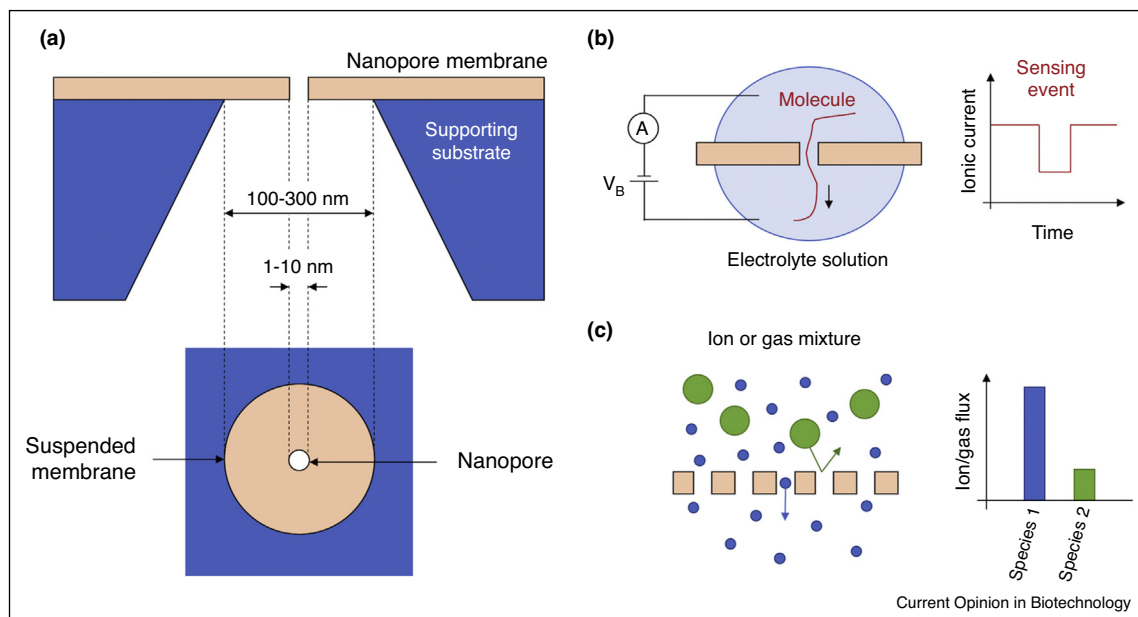 (a)
Nanopore membrane
Supporting
substrate
100-300 nm
1-10 nm
Suspended
membrane
Nanopore
(b)
Molecule
A
V_B
Electrolyte solution
Sensing
event
Ionic current
Time
(c)
Ion or gas mixture
Ion/gas flux
Species 1
Species 2
Current Opinion in Biotechnology